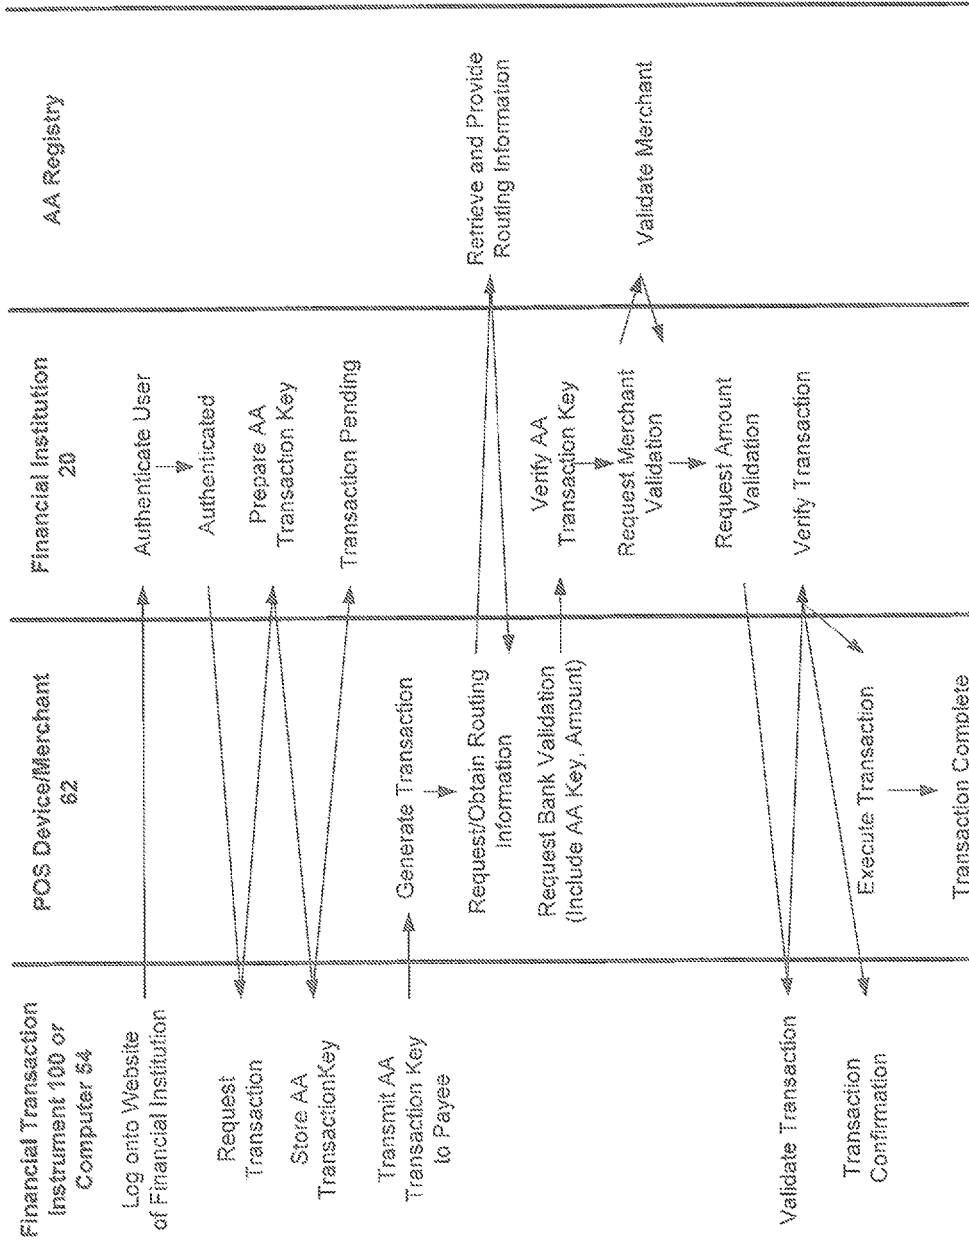 Financial Transaction
Instrument 100 or
Computer 54
POS Device/Merchant
62
Financial Institution
20
AA Registry
Log onto Website
of Financial Institution
Authenticate User
Authenticated
Request
Transaction
Prepare AA
Transaction Key
Store AA
TransactionKey
Transaction Pending
Transmit AA
Transaction Key
to Payee
Generate Transaction
Request/Obtain Routing
Information
Retrieve and Provide
Routing Information
Request Bank Validation
(Include AA Key, Amount)
Verify AA
Transaction Key
Request Merchant
Validation
Validate Merchant
Request Amount
Validation
Validate Transaction
Verify Transaction
Transaction
Confirmation
Execute Transaction
Transaction Complete